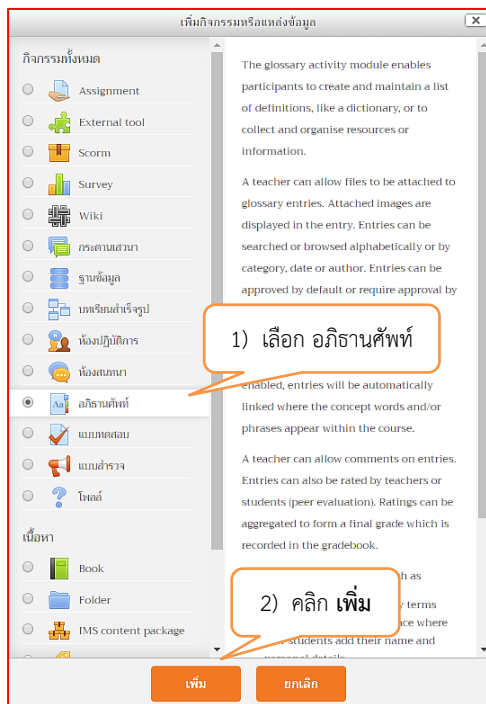 เพิ่มกิจกรรมหรือแหล่งข้อมูล
กิจกรรมทั้งหมด
Assignment
External tool
Scorm
Survey
Wiki
กระดานเสวนา
ฐานข้อมูล
บทเรียนสำเร็จรูป
ห้องปฏิบัติการ
ห้องสนทนา
อภิธานศัพท์
แบบทดสอบ
แบบสำรวจ
โพลล์
เนื้อหา
Book
Folder
IMS content package
The glossary activity module enables
participants to create and maintain a list
of definitions, like a dictionary, or to
collect and organise resources or
information.
A teacher can allow files to be attached to
glossary entries. Attached images are
displayed in the entry. Entries can be
searched or browsed alphabetically or by
category, date or author. Entries can be
approved by default or require approval by
1) เลือก อภิธานศัพท์
enabled, entries will be automatically
linked where the concept words and/or
phrases appear within the course.
A teacher can allow comments on entries.
Entries can also be rated by teachers or
students (peer evaluation). Ratings can be
aggregated to form a final grade which is
recorded in the gradebook.
2) คลิก เพิ่ม
terms
where
students add their name and
เพิ่ม
ยกเลิก